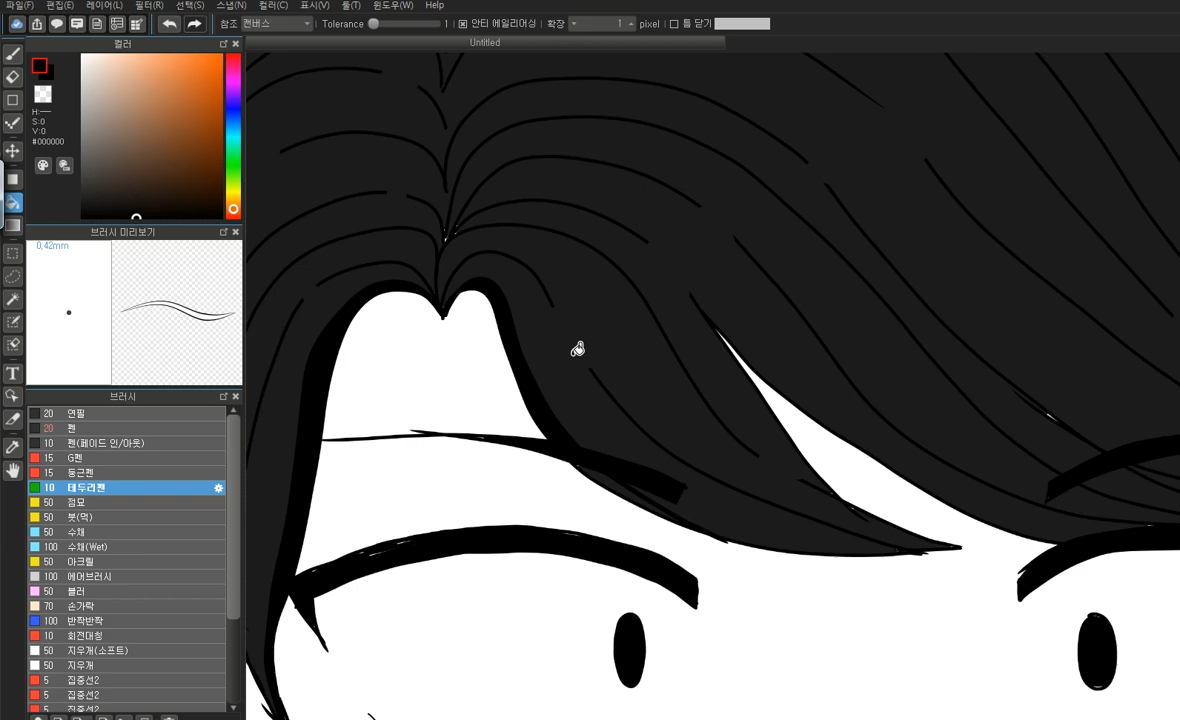 파일(F) 편집(E) 레이어(L) 필터(R) 선택(S) 스냅(N) 컬러(C) 표시(V) 툴(T) 윈도우(W) Help
참조 캔버스 Tolerance 1 안티 에일리어싱 확장 1 pixel 틈 닫기
컬러
Untitled
H:---
S:0
V:0
#000000
브러시 미리보기
0.42mm
브러시
20 연필
20 펜
10 펜(페이드 인/아웃)
15 G펜
15 둥근펜
10 테두리펜
50 점묘
50 붓(먹)
50 수채
100 수채(Wet)
50 아크릴
100 에어브러시
50 블러
70 손가락
100 반짝반짝
10 회전대칭
50 지우개(소프트)
50 지우개
5 집중선2
5 집중선2
5 집중선2
T